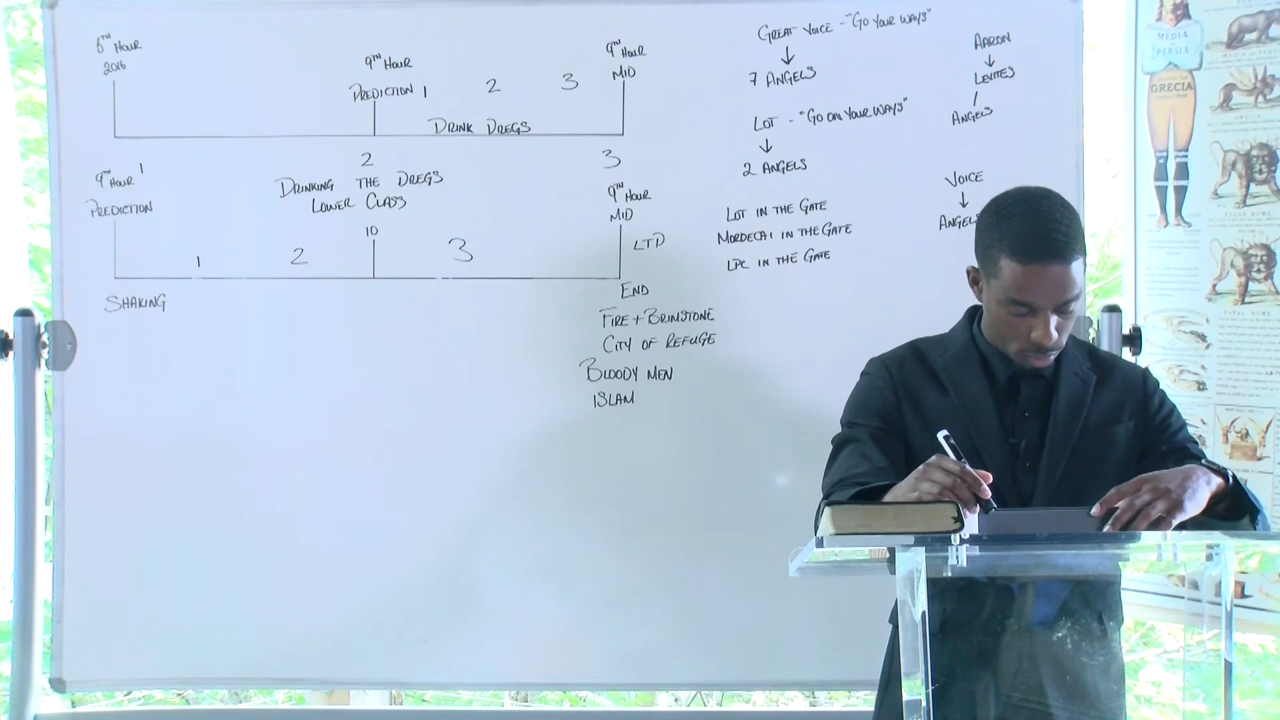 6TH HOUR
2016
9TH HOUR
PREDICTION
1 2 3
DRINK DREGS
9TH HOUR
MID
9TH HOUR 1
PREDICTION
2
DRINKING THE DREGS
LOWER CLASS
10
3
9TH HOUR
MID
LTD
1 2 3
SHAKING
END
FIRE + BRIMSTONE
CITY OF REFUGE
BLOODY MEN
ISLAM
GREAT VOICE - "GO YOUR WAYS"
↓
7 ANGELS
LOT - "GO ON YOUR WAYS"
↓
2 ANGELS
LOT IN THE GATE
MORDECAI IN THE GATE
LPC IN THE GATE
AARON
↓
LEVITES
/
ANGELS
VOICE
↓
ANGELS
MEDIA
PERSIA
GRECIA